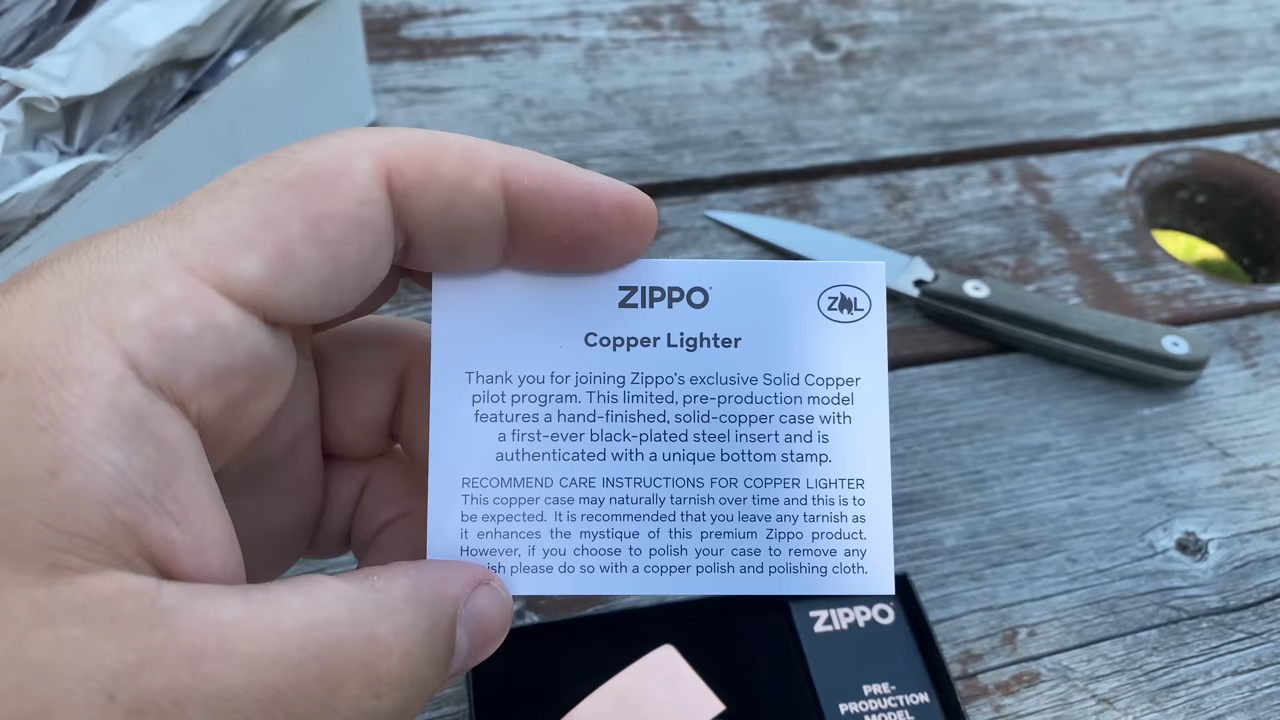 ZIPPO
ZL
Copper Lighter
Thank you for joining Zippo's exclusive Solid Copper
pilot program. This limited, pre-production model
features a hand-finished, solid-copper case with
a first-ever black-plated steel insert and is
authenticated with a unique bottom stamp.
RECOMMEND CARE INSTRUCTIONS FOR COPPER LIGHTER
This copper case may naturally tarnish over time and this is to
be expected. It is recommended that you leave any tarnish as
it enhances the mystique of this premium Zippo product.
However, if you choose to polish your case to remove any
ish please do so with a copper polish and polishing cloth.
ZIPPO
PRE-
PRODUCTION
MODEL